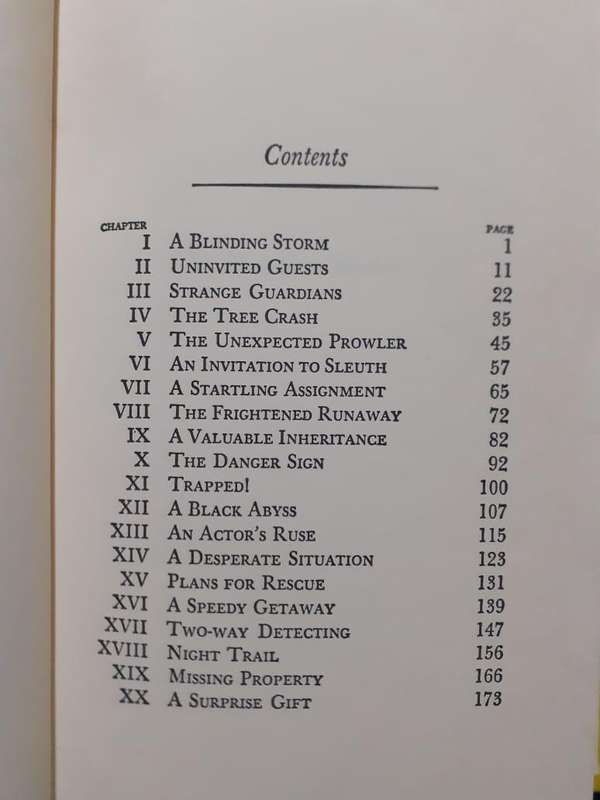 Contents
CHAPTER PAGE
I A BLINDING STORM 1
II UNINVITED GUESTS 11
III STRANGE GUARDIANS 22
IV THE TREE CRASH 35
V THE UNEXPECTED PROWLER 45
VI AN INVITATION TO SLEUTH 57
VII A STARTLING ASSIGNMENT 65
VIII THE FRIGHTENED RUNAWAY 72
IX A VALUABLE INHERITANCE 82
X THE DANGER SIGN 92
XI TRAPPED! 100
XII A BLACK ABYSS 107
XIII AN ACTOR'S RUSE 115
XIV A DESPERATE SITUATION 123
XV PLANS FOR RESCUE 131
XVI A SPEEDY GETAWAY 139
XVII TWO-WAY DETECTING 147
XVIII NIGHT TRAIL 156
XIX MISSING PROPERTY 166
XX A SURPRISE GIFT 173